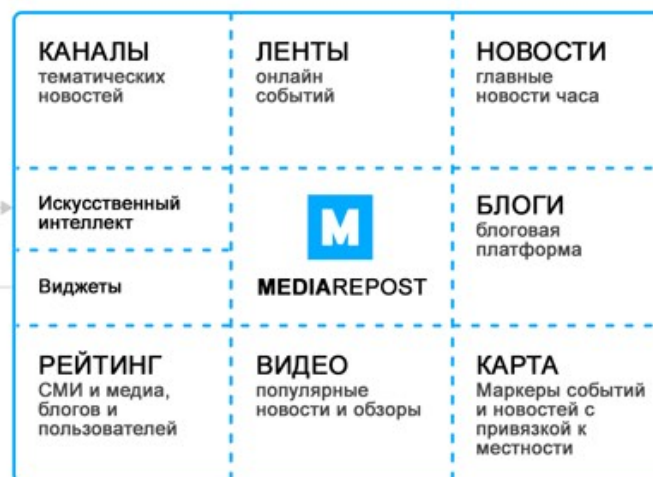 КАНАЛЫ
тематических
новостей
ЛЕНТЫ
онлайн
событий
НОВОСТИ
главные
новости часа
Искусственный
интеллект
Виджеты
M
MEDIAREPOST
БЛОГИ
блоговая
платформа
РЕЙТИНГ
СМИ и медиа,
блогов и
пользователей
ВИДЕО
популярные
новости и обзоры
КАРТА
Маркеры событий
и новостей с
привязкой к
местности